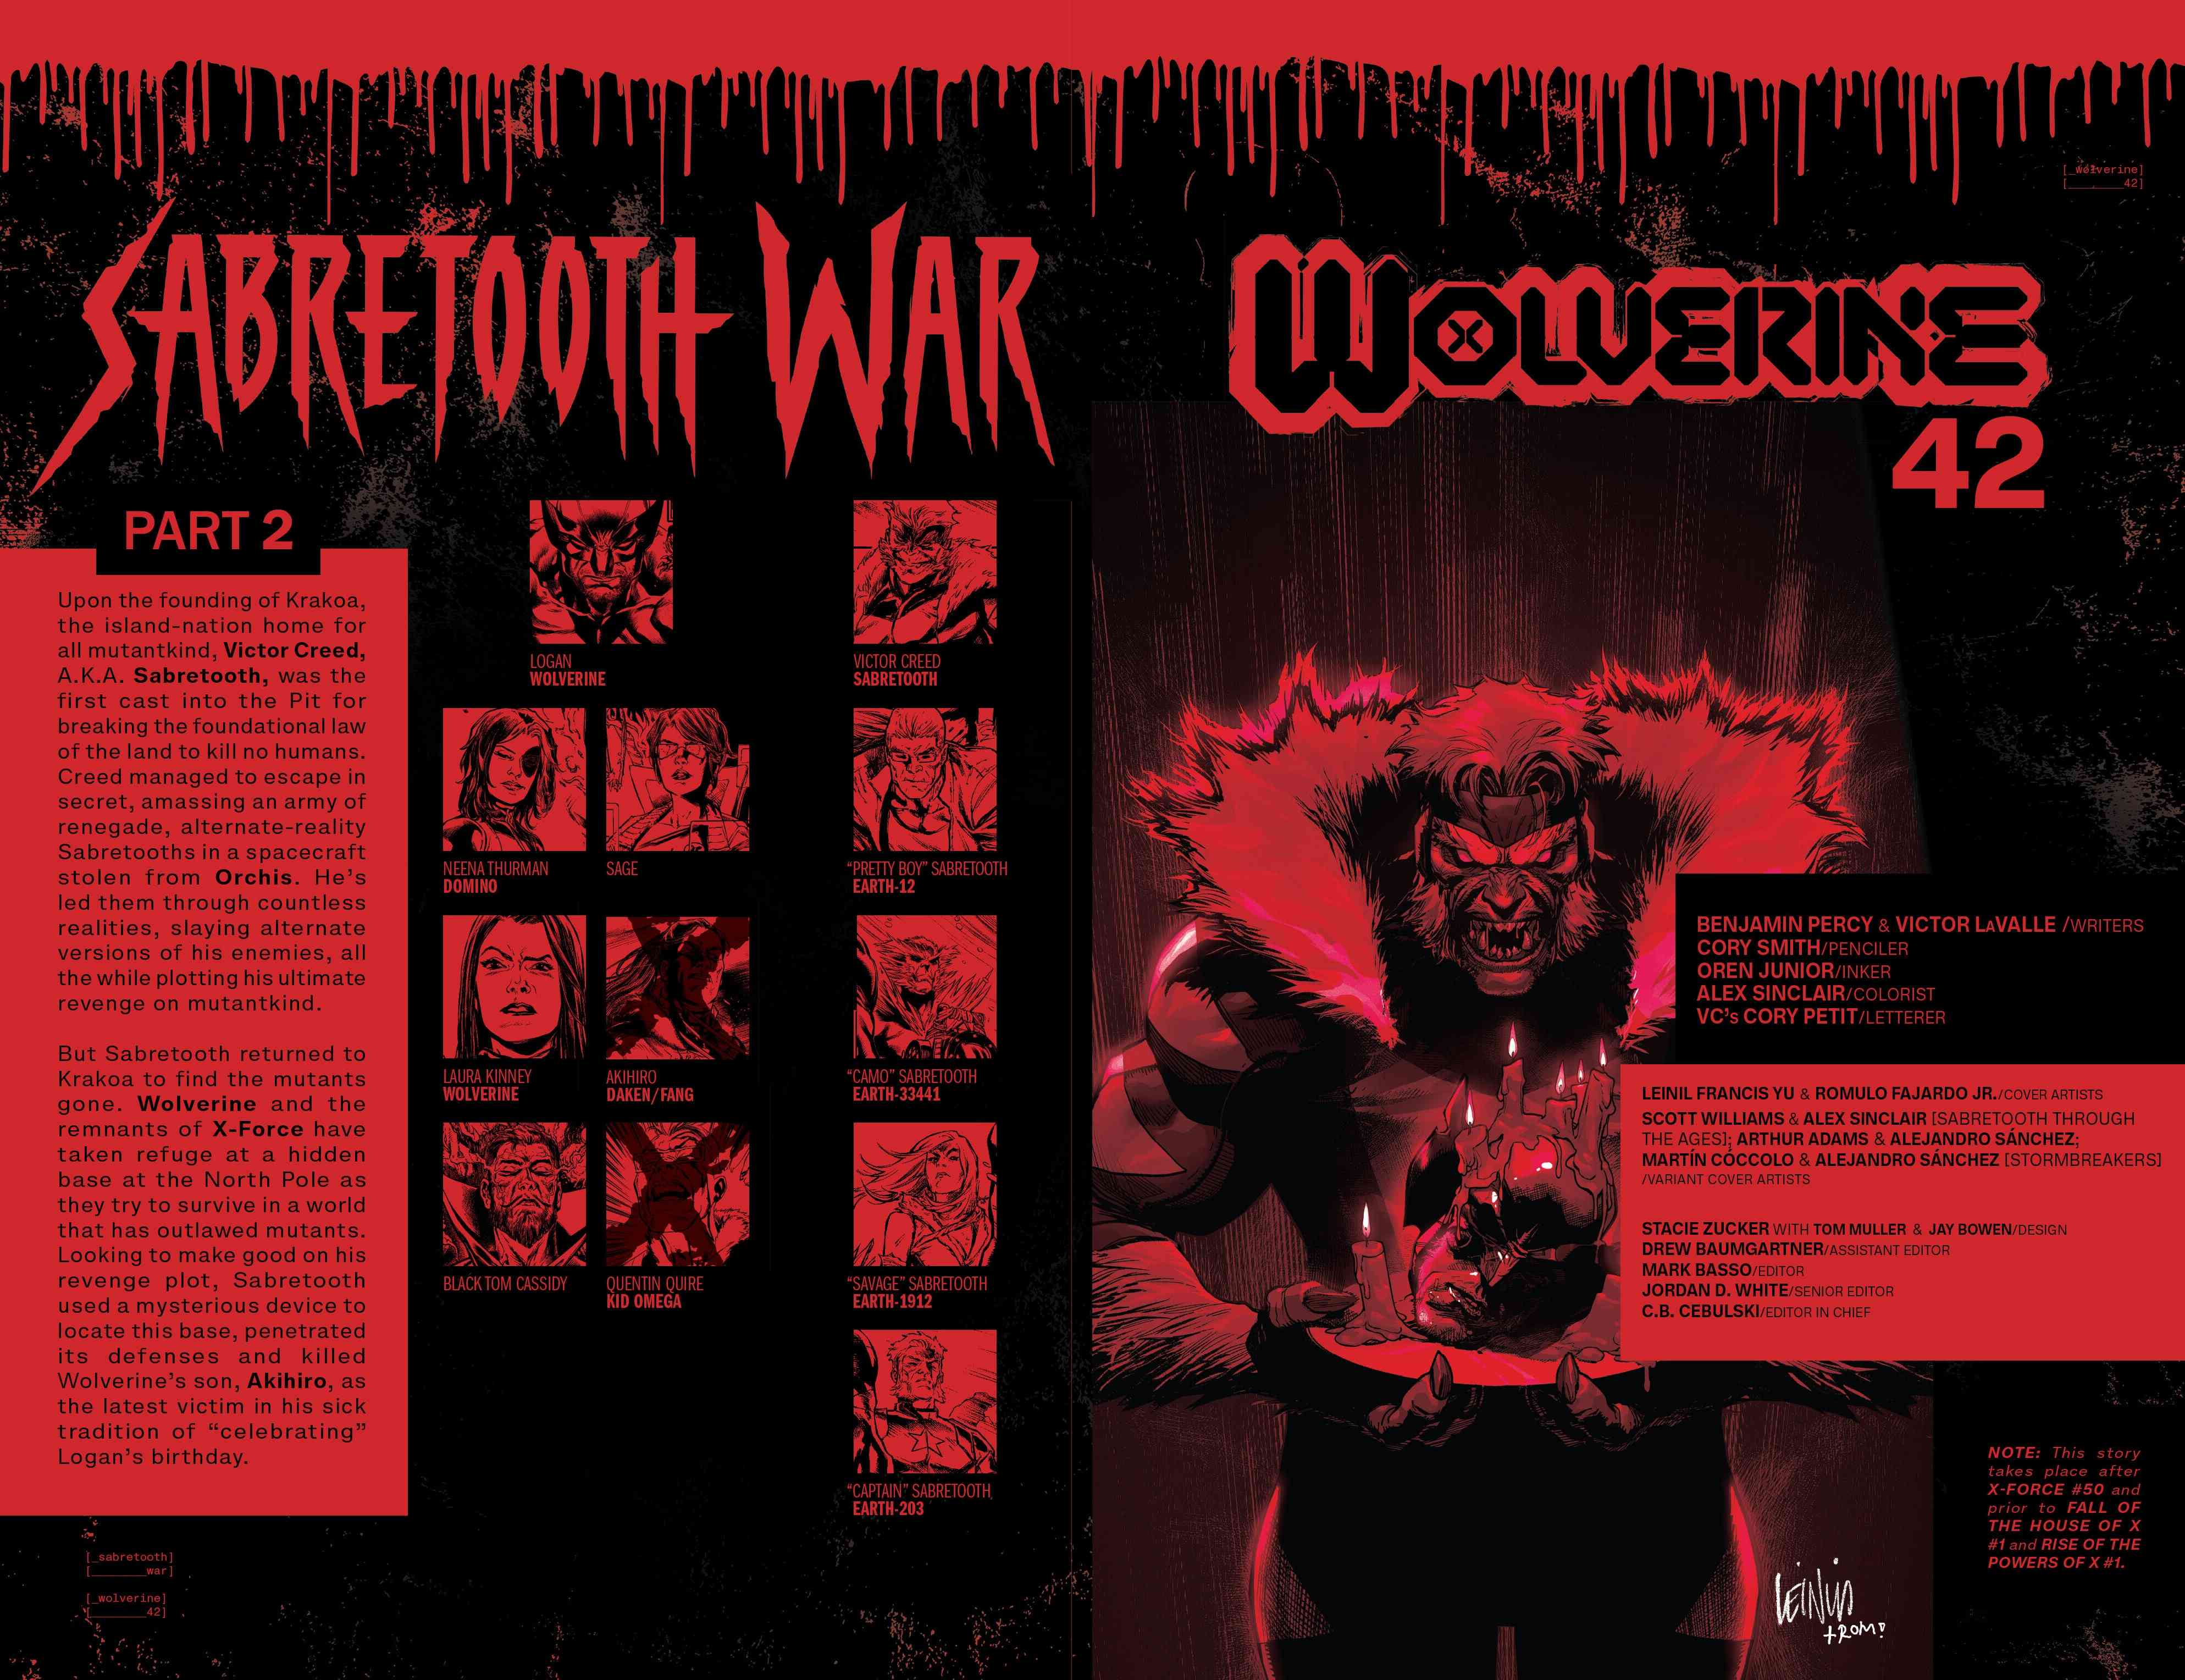 SABRETOOTH WAR
PART 2
Upon the founding of Krakoa,
the island-nation home for
all mutantkind, Victor Creed,
A.K.A. Sabretooth, was the
first cast into the Pit for
breaking the foundational law
of the land to kill no humans.
Creed managed to escape in
secret, amassing an army of
renegade, alternate-reality
Sabretooths in a spacecraft
stolen from Orchis. He's
led them through countless
realities, slaying alternate
versions of his enemies, all
the while plotting his ultimate
revenge on mutantkind.
But Sabretooth returned to
Krakoa to find the mutants
gone. Wolverine and the
remnants of X-Force have
taken refuge at a hidden
base at the North Pole as
they try to survive in a world
that has outlawed mutants.
Looking to make good on his
revenge plot, Sabretooth
used a mysterious device to
locate this base, penetrated
its defenses and killed
Wolverine's son, Akihiro, as
the latest victim in his sick
tradition of “celebrating”
Logan's birthday.
[_sabretooth]
[________war]
[_wolverine]
[________42]
LOGAN
WOLVERINE
NEENA THURMAN
DOMINO
SAGE
LAURA KINNEY
WOLVERINE
AKIHIRO
DAKEN/FANG
BLACK TOM CASSIDY
QUENTIN QUIRE
KID OMEGA
VICTOR CREED
SABRETOOTH
“PRETTY BOY” SABRETOOTH
EARTH-12
“CAMO” SABRETOOTH
EARTH-33441
“SAVAGE” SABRETOOTH
EARTH-1912
“CAPTAIN” SABRETOOTH
EARTH-203
[_wolverine]
[________42]
WOLVERINE
42
BENJAMIN PERCY & VICTOR LAVALLE /WRITERS
CORY SMITH/PENCILER
OREN JUNIOR/INKER
ALEX SINCLAIR/COLORIST
VC's CORY PETIT/LETTERER
LEINIL FRANCIS YU & ROMULO FAJARDO JR./COVER ARTISTS
SCOTT WILLIAMS & ALEX SINCLAIR [SABRETOOTH THROUGH
THE AGES]; ARTHUR ADAMS & ALEJANDRO SÁNCHEZ;
MARTÍN CÓCCOLO & ALEJANDRO SÁNCHEZ [STORMBREAKERS]
/VARIANT COVER ARTISTS
STACIE ZUCKER WITH TOM MULLER & JAY BOWEN/DESIGN
DREW BAUMGARTNER/ASSISTANT EDITOR
MARK BASSO/EDITOR
JORDAN D. WHITE/SENIOR EDITOR
C.B. CEBULSKI/EDITOR IN CHIEF
NOTE: This story
takes place after
X-FORCE #50 and
prior to FALL OF
THE HOUSE OF X
#1 and RISE OF THE
POWERS OF X #1.
LEINIL
+ROM!